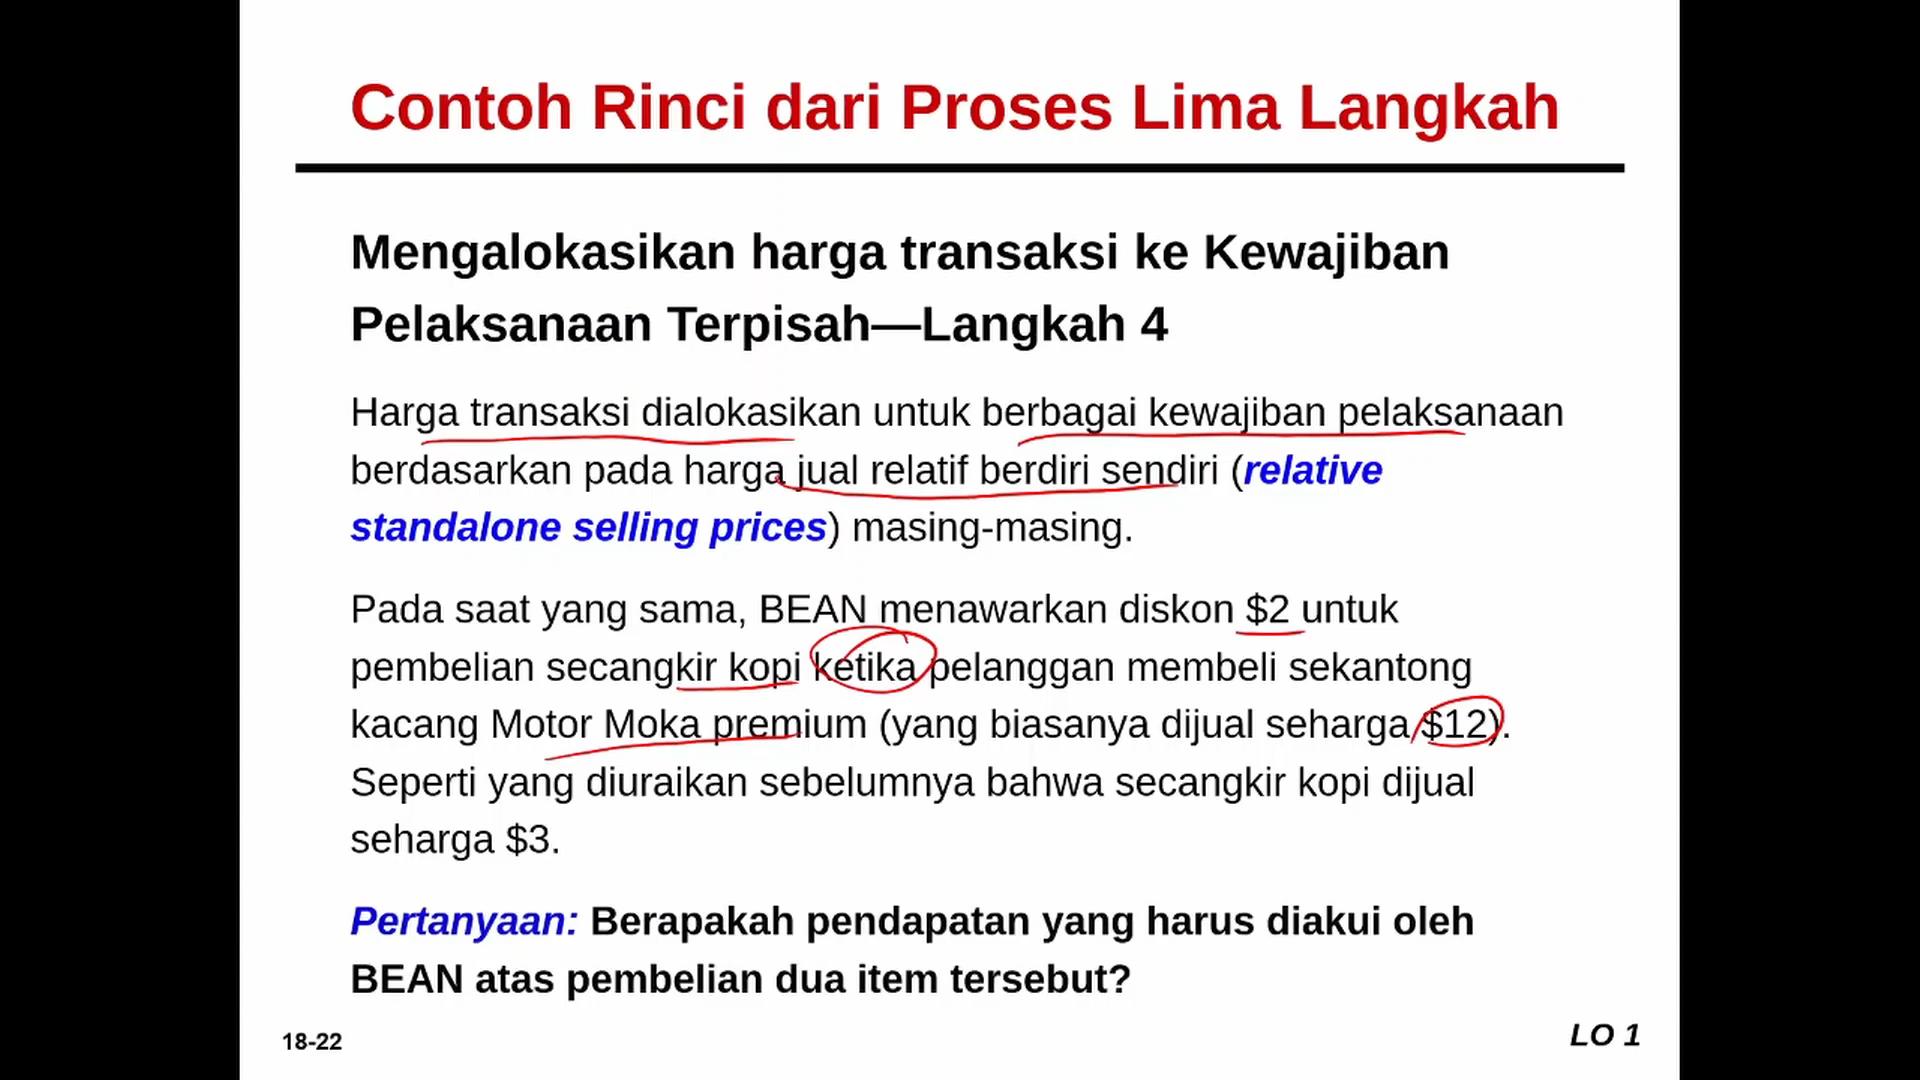 Contoh Rinci dari Proses Lima Langkah
Mengalokasikan harga transaksi ke Kewajiban
Pelaksanaan Terpisah—Langkah 4
Harga transaksi dialokasikan untuk berbagai kewajiban pelaksanaan
berdasarkan pada harga jual relatif berdiri sendiri (relative
standalone selling prices) masing-masing.
Pada saat yang sama, BEAN menawarkan diskon $2 untuk
pembelian secangkir kopi ketika pelanggan membeli sekantong
kacang Motor Moka premium (yang biasanya dijual seharga $12).
Seperti yang diuraikan sebelumnya bahwa secangkir kopi dijual
seharga $3.
Pertanyaan: Berapakah pendapatan yang harus diakui oleh
BEAN atas pembelian dua item tersebut?
18-22
LO 1